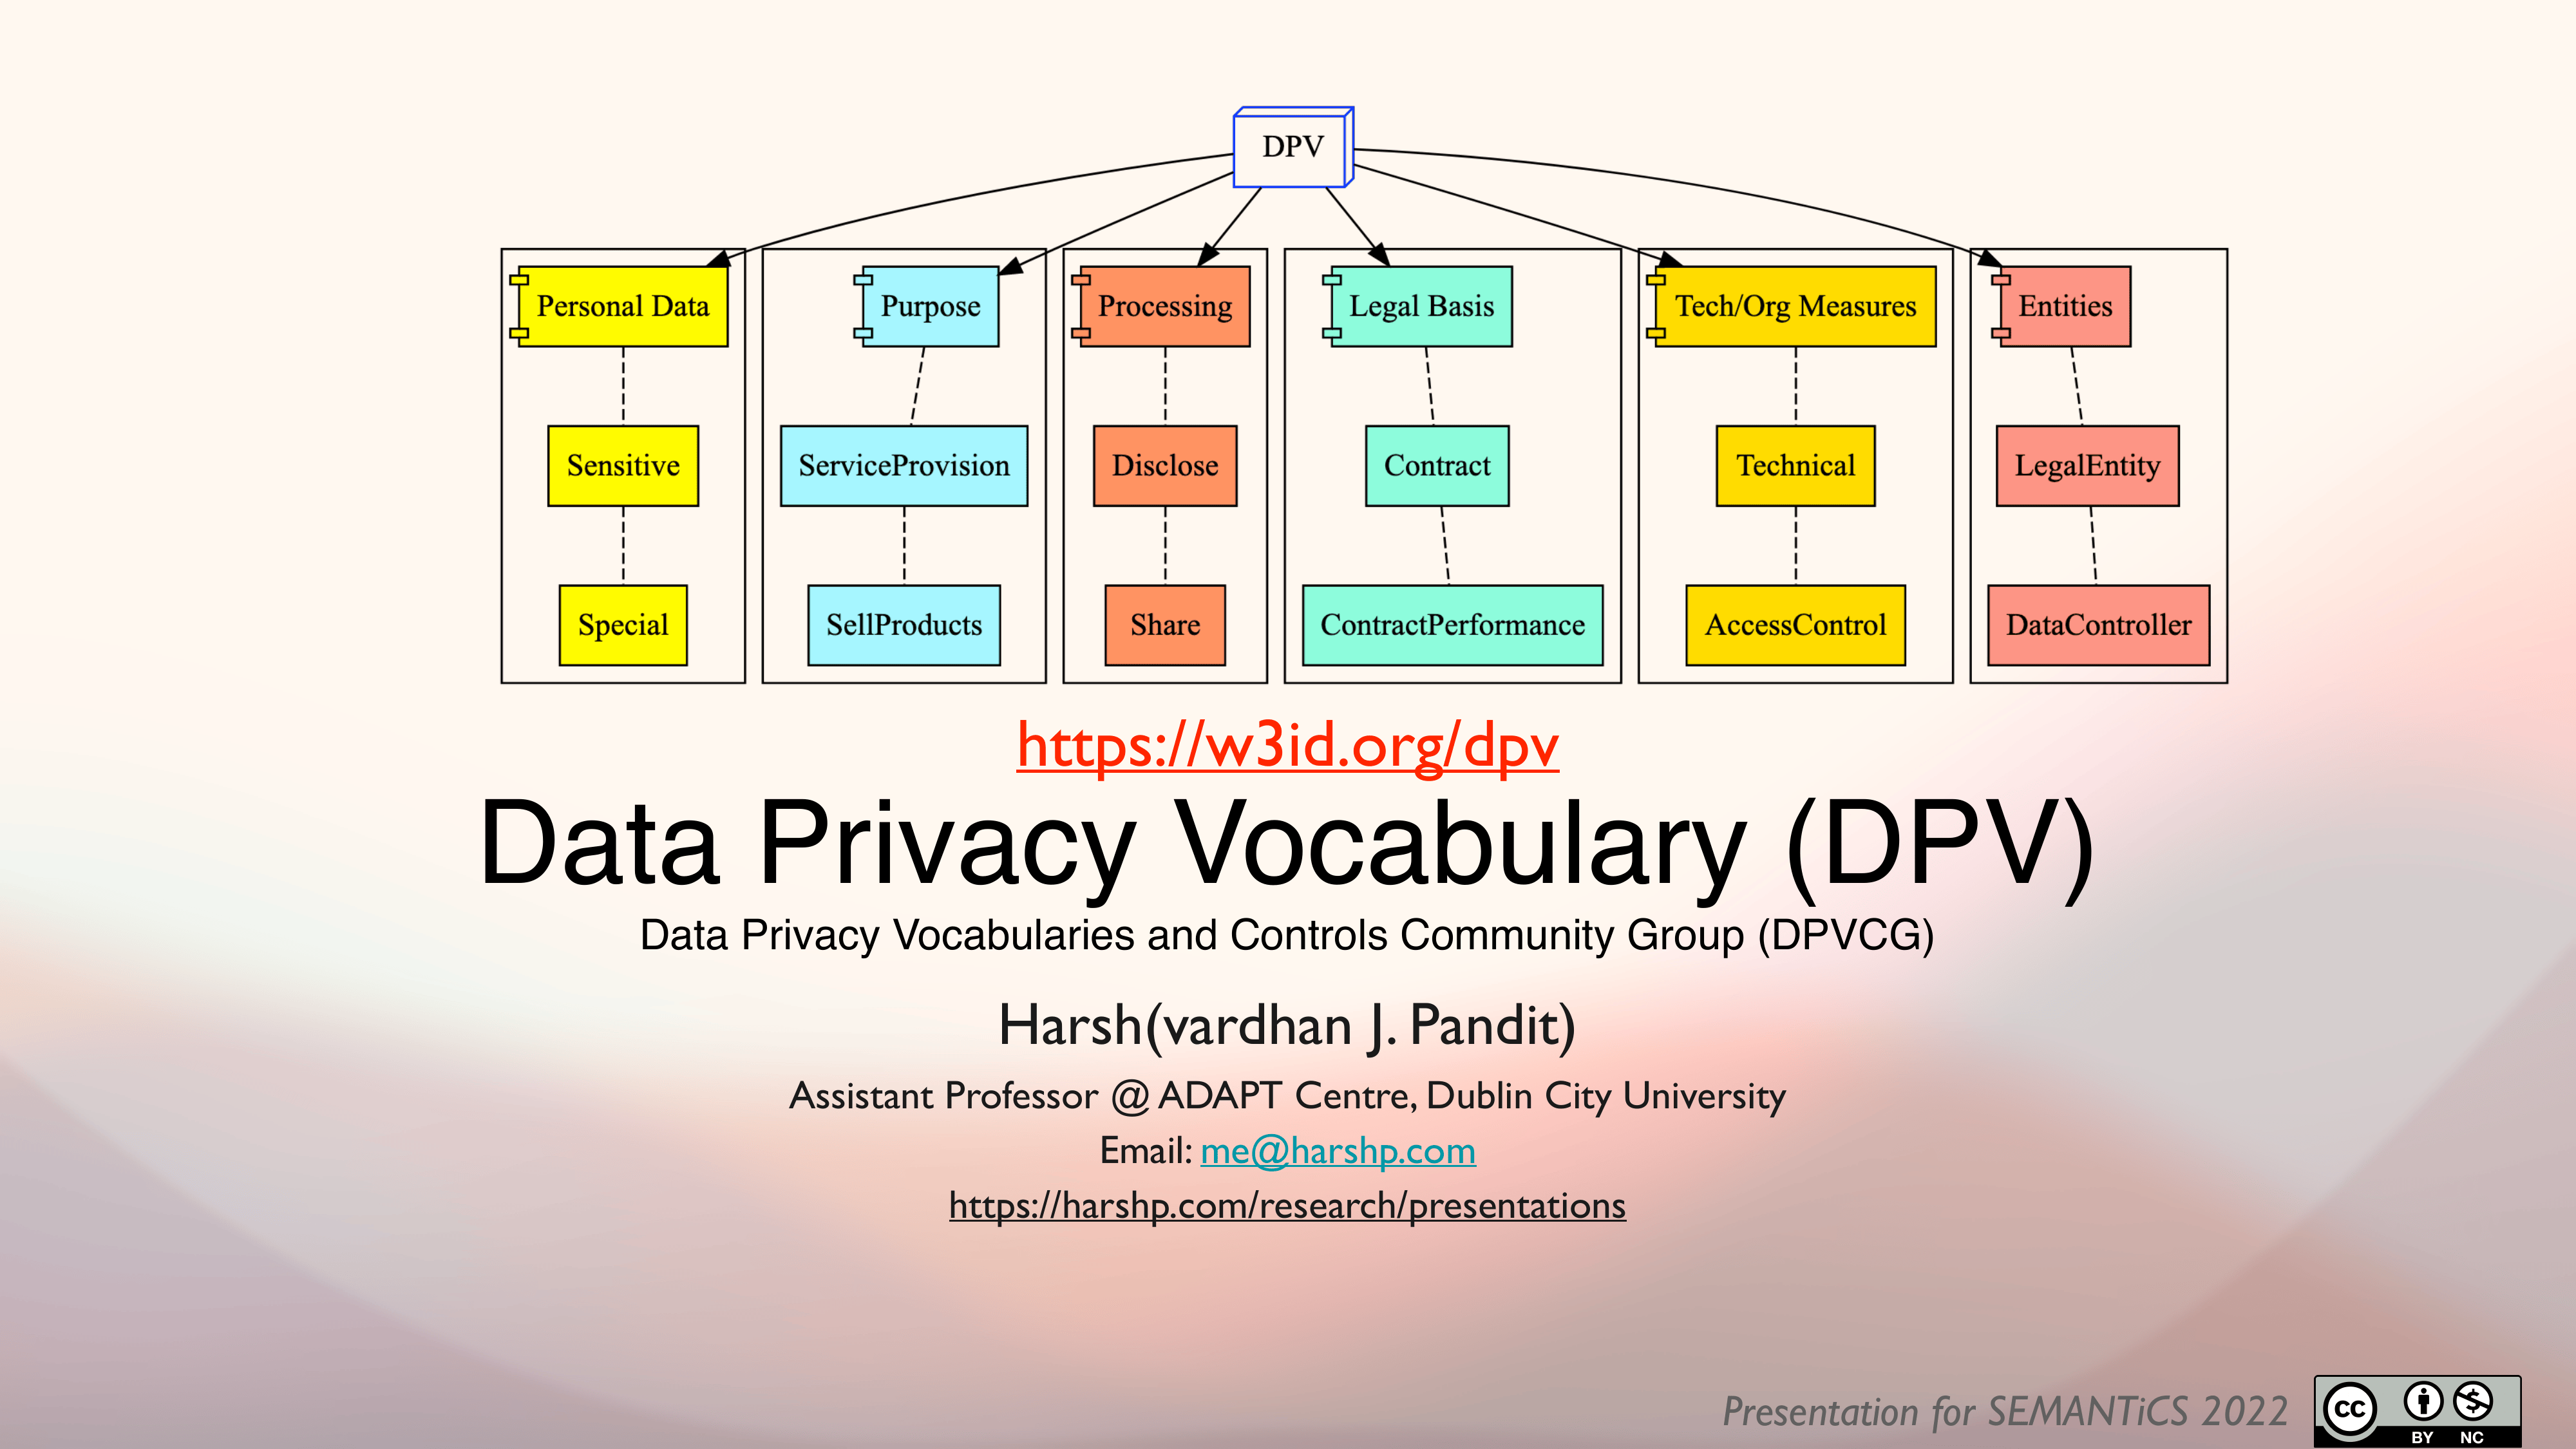 DPV
Personal Data Purpose Processing Legal Basis Tech/Org Measures Entities
Sensitive ServiceProvision Disclose Contract Technical LegalEntity
Special SellProducts Share ContractPerformance AccessControl DataController
https://w3id.org/dpv
Data Privacy Vocabulary (DPV)
Data Privacy Vocabularies and Controls Community Group (DPVCG)
Harsh(vardhan J. Pandit)
Assistant Professor @ ADAPT Centre, Dublin City University
Email: me@harshp.com
https://harshp.com/research/presentations
Presentation for SEMANTiCS 2022
cc
BY NC